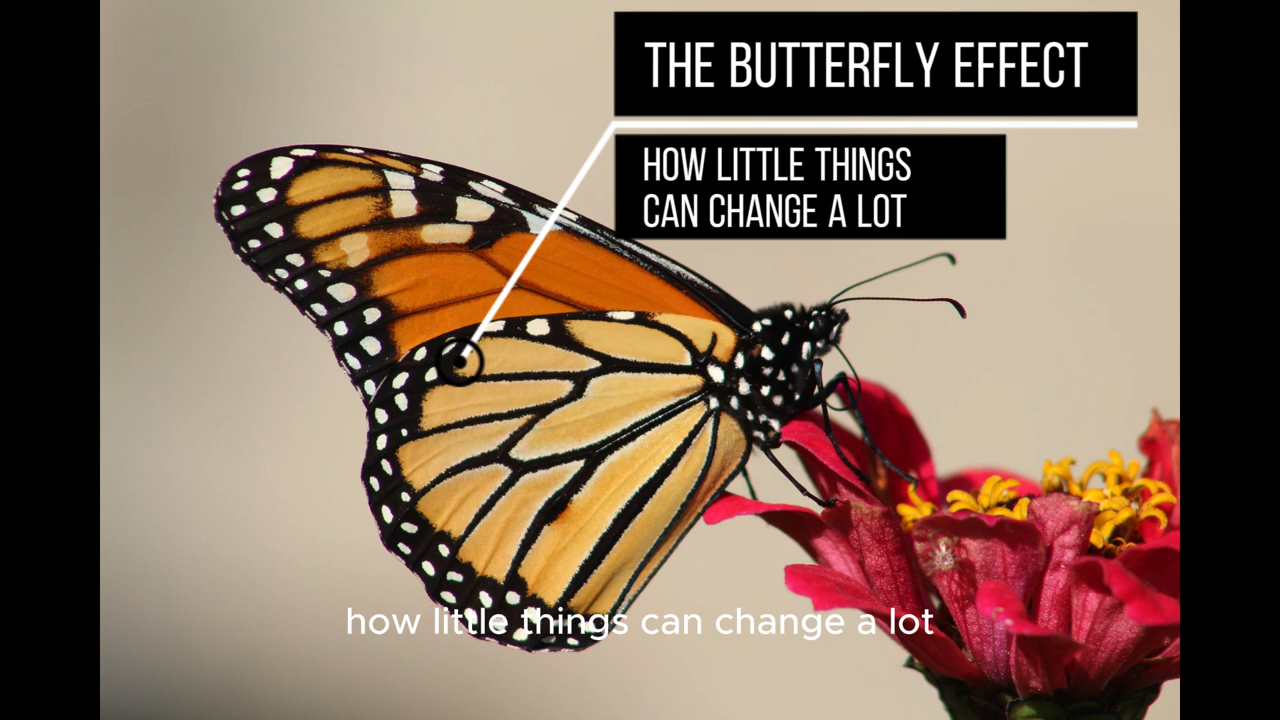 THE BUTTERFLY EFFECT
HOW LITTLE THINGS
CAN CHANGE A LOT
how little things can change a lot